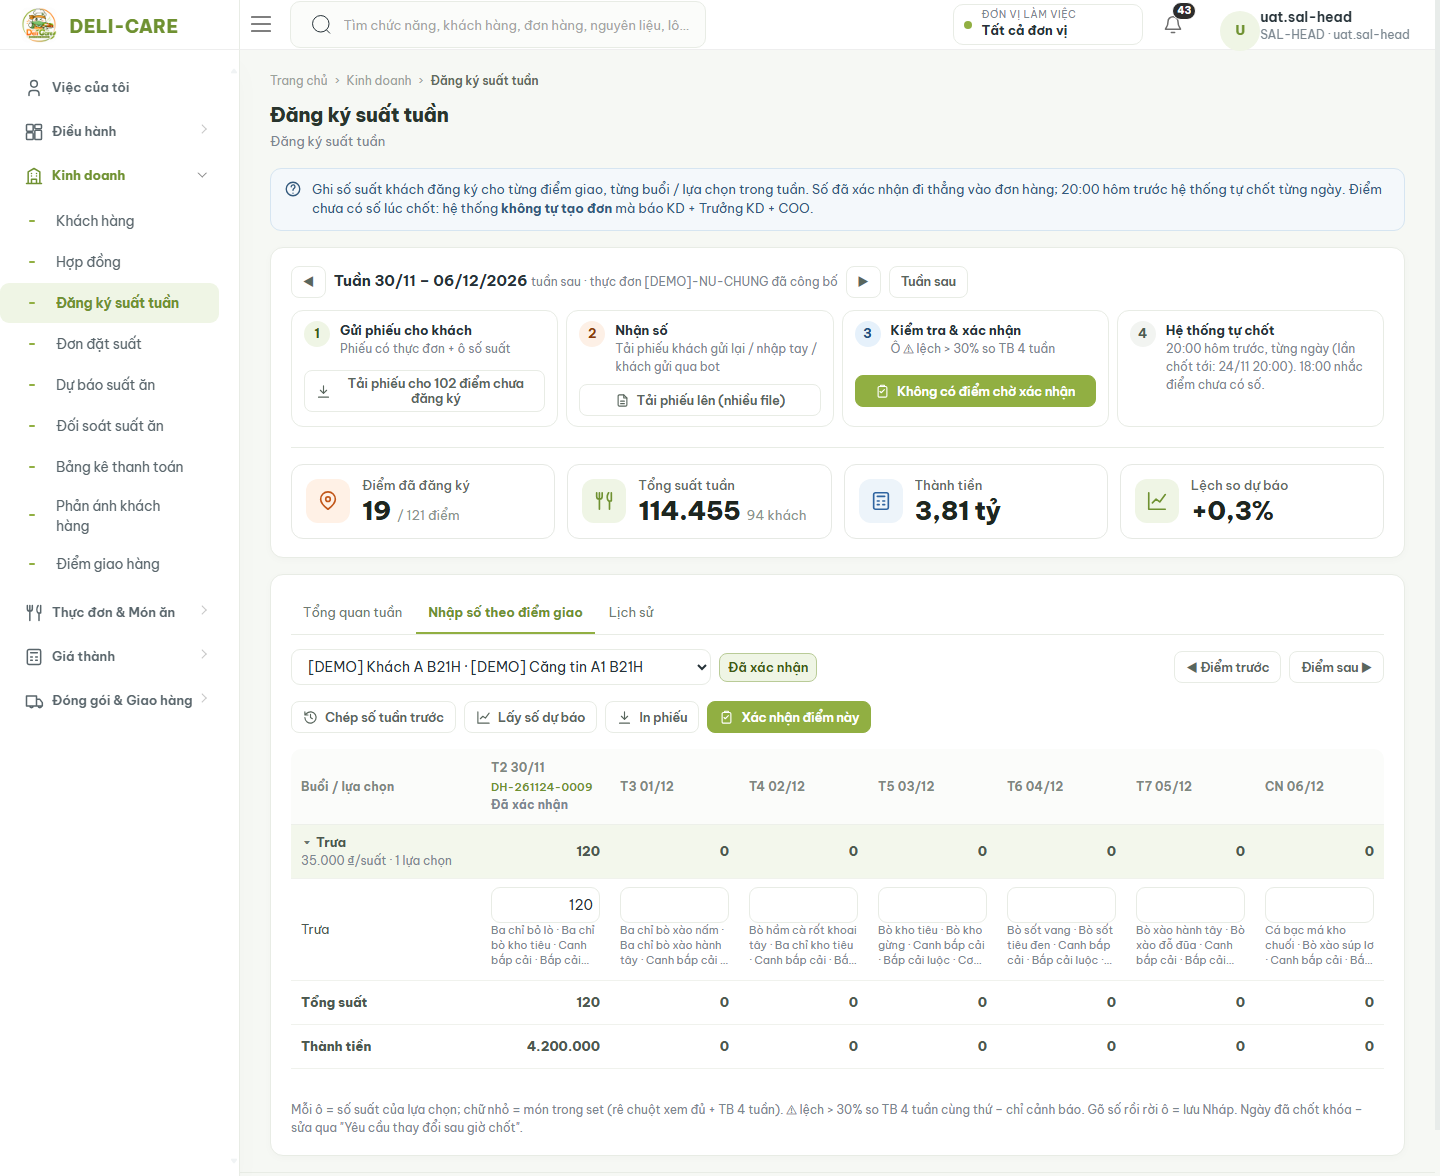 DELI-CARE
Tìm chức năng, khách hàng, đơn hàng, nguyên liệu, lô...
ĐƠN VỊ LÀM VIỆC
Tất cả đơn vị
43
U
uat.sal-head
SAL-HEAD · uat.sal-head
Việc của tôi
Điều hành
Kinh doanh
Khách hàng
Hợp đồng
Đăng ký suất tuần
Đơn đặt suất
Dự báo suất ăn
Đối soát suất ăn
Bảng kê thanh toán
Phản ánh khách
hàng
Điểm giao hàng
Thực đơn & Món ăn
Giá thành
Đóng gói & Giao hàng
Trang chủ › Kinh doanh › Đăng ký suất tuần
Đăng ký suất tuần
Đăng ký suất tuần
Ghi số suất khách đăng ký cho từng điểm giao, từng buổi / lựa chọn trong tuần. Số đã xác nhận đi thẳng vào đơn hàng; 20:00 hôm trước hệ thống tự chốt từng ngày. Điểm
chưa có số lúc chốt: hệ thống không tự tạo đơn mà báo KD + Trưởng KD + COO.
◀ Tuần 30/11 – 06/12/2026 tuần sau · thực đơn [DEMO]-NU-CHUNG đã công bố ▶ Tuần sau
1 Gửi phiếu cho khách
Phiếu có thực đơn + ô số suất
Tải phiếu cho 102 điểm chưa
đăng ký
2 Nhận số
Tải phiếu khách gửi lại / nhập tay /
khách gửi qua bot
Tải phiếu lên (nhiều file)
3 Kiểm tra & xác nhận
Ô ⚠ lệch > 30% so TB 4 tuần
Không có điểm chờ xác nhận
4 Hệ thống tự chốt
20:00 hôm trước, từng ngày (lần
chốt tới: 24/11 20:00). 18:00 nhắc
điểm chưa có số.
Điểm đã đăng ký
19 / 121 điểm
Tổng suất tuần
114.455 94 khách
Thành tiền
3,81 tỷ
Lệch so dự báo
+0,3%
Tổng quan tuần Nhập số theo điểm giao Lịch sử
[DEMO] Khách A B21H · [DEMO] Căng tin A1 B21H Đã xác nhận ◀ Điểm trước Điểm sau ▶
Chép số tuần trước Lấy số dự báo In phiếu Xác nhận điểm này
Buổi / lựa chọn
T2 30/11
DH-261124-0009
Đã xác nhận
T3 01/12 T4 02/12 T5 03/12 T6 04/12 T7 05/12 CN 06/12
Trưa
35.000 ₫/suất · 1 lựa chọn
120 0 0 0 0 0 0
Trưa
120
Ba chỉ bò lò · Ba chỉ
bò kho tiêu · Canh
bắp cải · Bắp cải...
Ba chỉ bò xào nấm ·
Ba chỉ bò xào hành
tây · Canh bắp cải ...
Bò hầm cà rốt khoai
tây · Ba chỉ kho tiêu
· Canh bắp cải · Bắ...
Bò kho tiêu · Bò kho
gừng · Canh bắp cải
· Bắp cải luộc · Cơ...
Bò sốt vang · Bò sốt
tiêu đen · Canh bắp
cải · Bắp cải luộc ·...
Bò xào hành tây · Bò
xào đỗ đũa · Canh
bắp cải · Bắp cải...
Cá bạc má kho
chuối · Bò xào súp lơ
· Canh bắp cải · Bắ...
Tổng suất 120 0 0 0 0 0 0
Thành tiền 4.200.000 0 0 0 0 0 0
Mỗi ô = số suất của lựa chọn; chữ nhỏ = món trong set (rê chuột xem đủ + TB 4 tuần). ⚠ lệch > 30% so TB 4 tuần cùng thứ – chỉ cảnh báo. Gõ số rồi rời ô = lưu Nháp. Ngày đã chốt khóa –
sửa qua "Yêu cầu thay đổi sau giờ chốt".